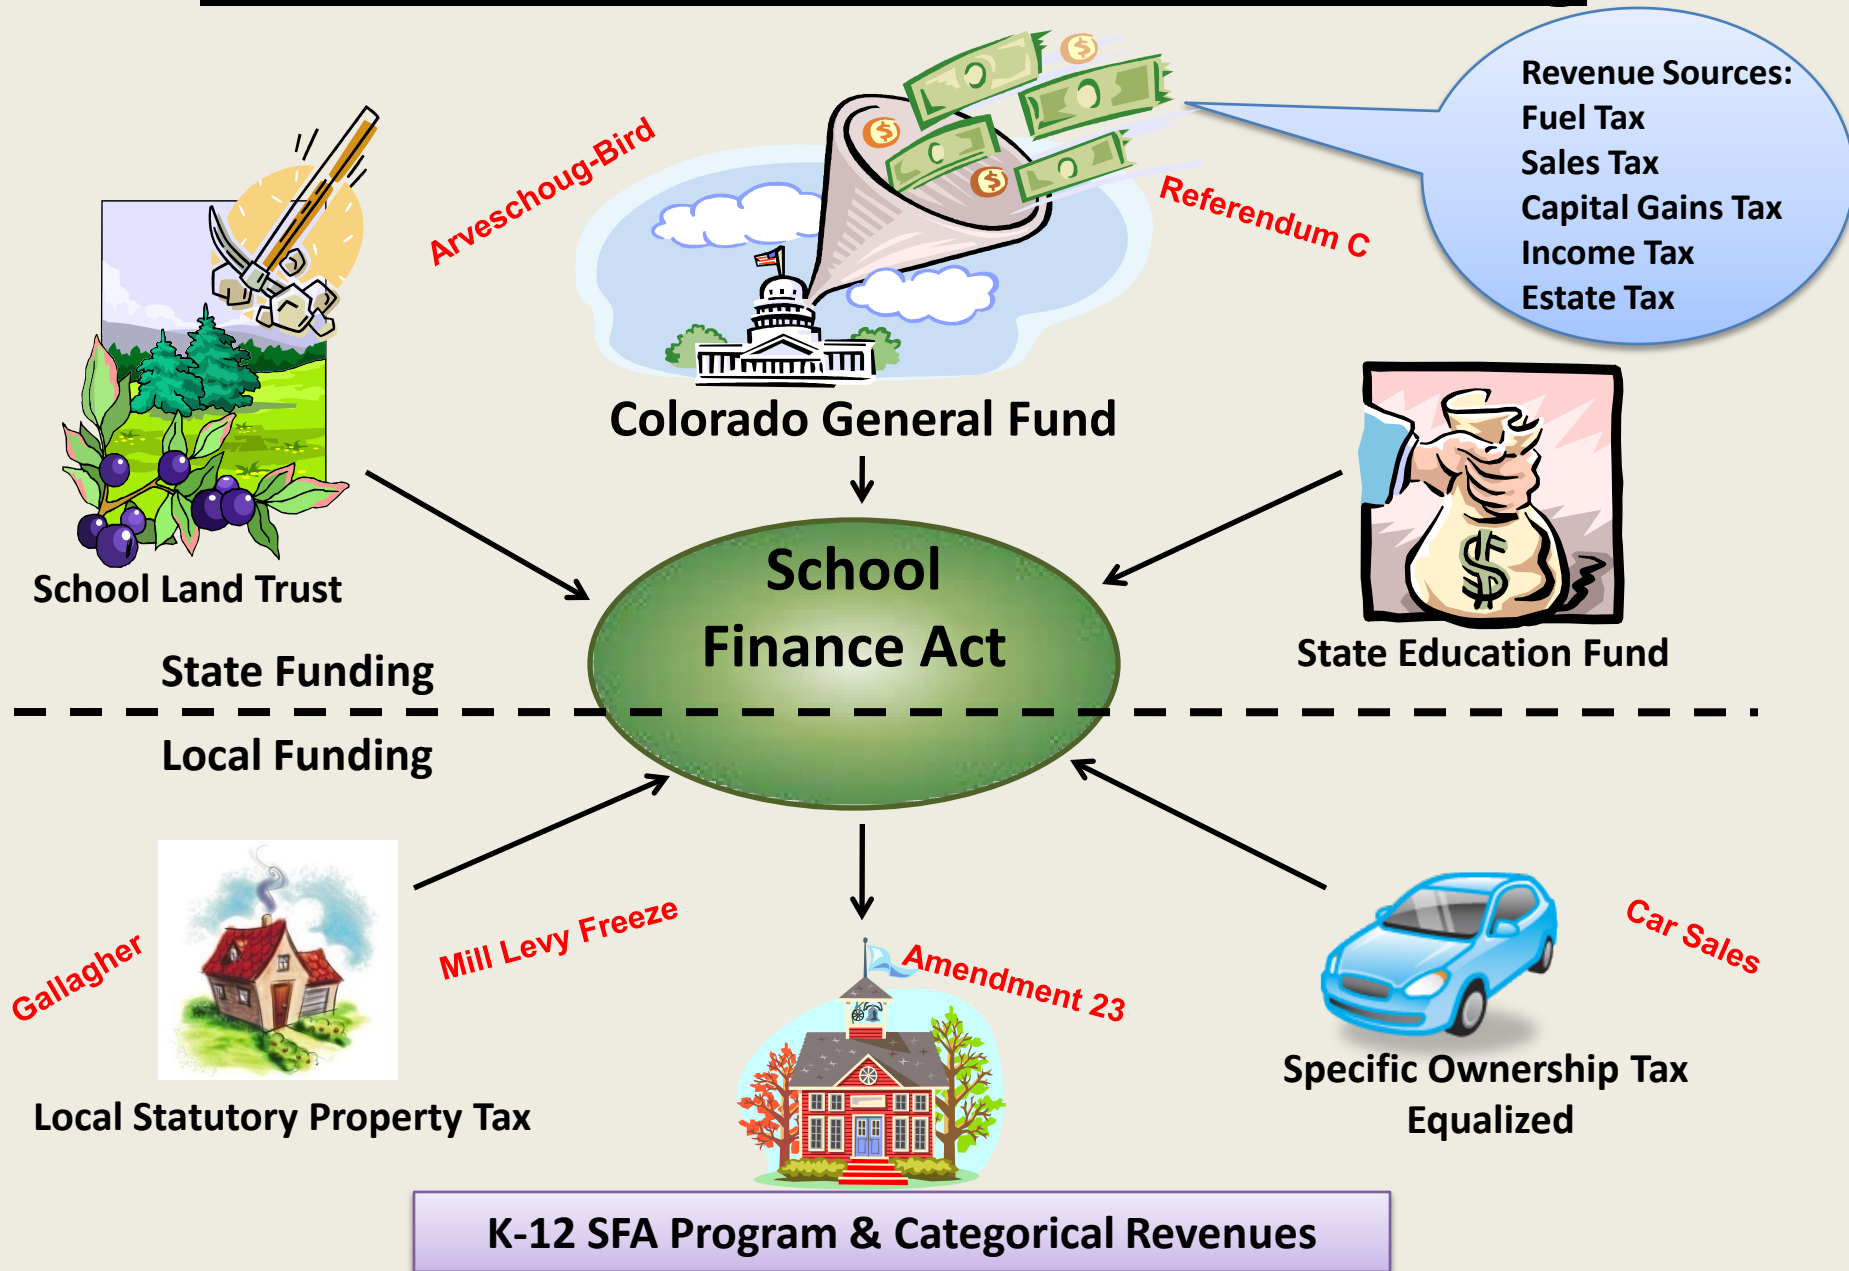 Revenue Sources:
Fuel Tax
Sales Tax
Capital Gains Tax
Income Tax
Estate Tax
Arveschoug-Bird
Referendum C
Colorado General Fund
School Land Trust
School
Finance Act
State Education Fund
State Funding
Local Funding
Gallagher
Mill Levy Freeze
Amendment 23
Car Sales
Local Statutory Property Tax
Specific Ownership Tax
Equalized
K-12 SFA Program & Categorical Revenues